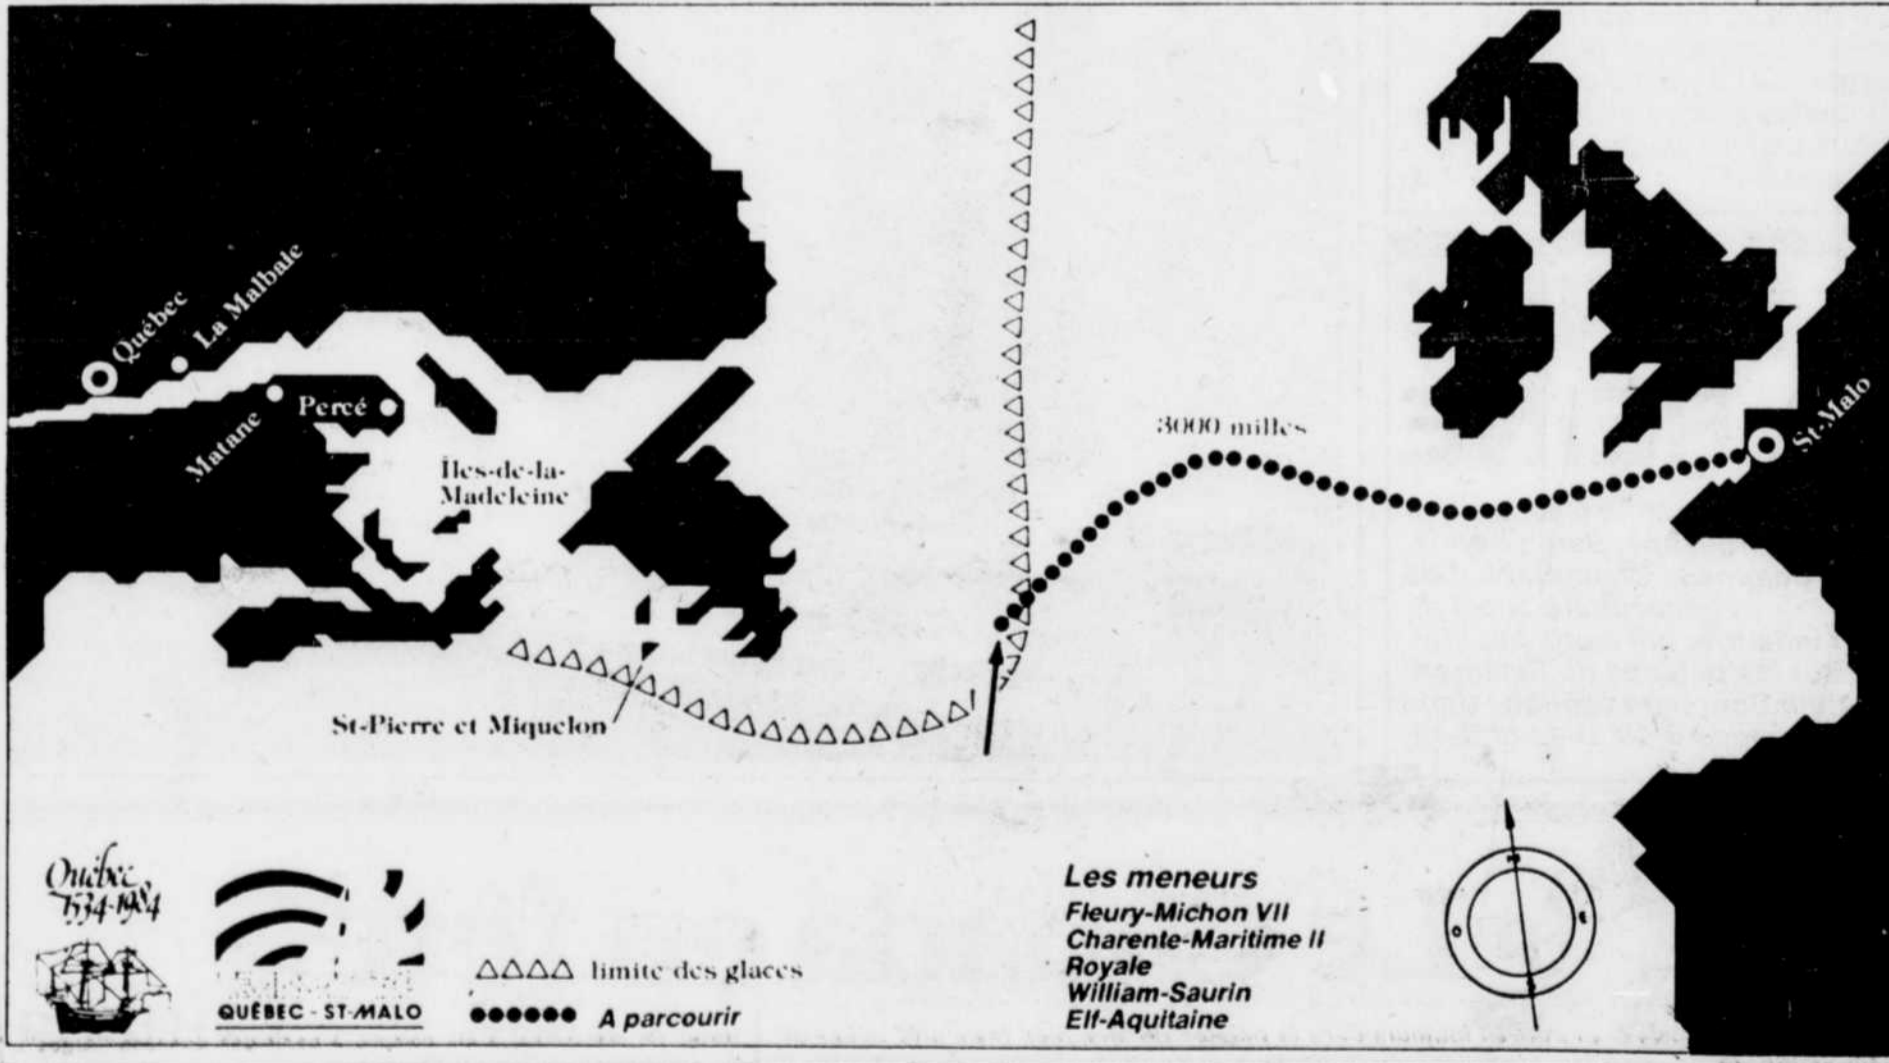 Québec
La Malbaie
Matane
Percé
Îles-de-la-
Madeleine
St-Pierre et Miquelon
3000 milles
St-Malo
Québec
1534-1984
QUÉBEC - ST-MALO
limite des glaces
A parcourir
Les meneurs
Fleury-Michon VII
Charente-Maritime II
Royale
William-Saurin
Elf-Aquitaine
O